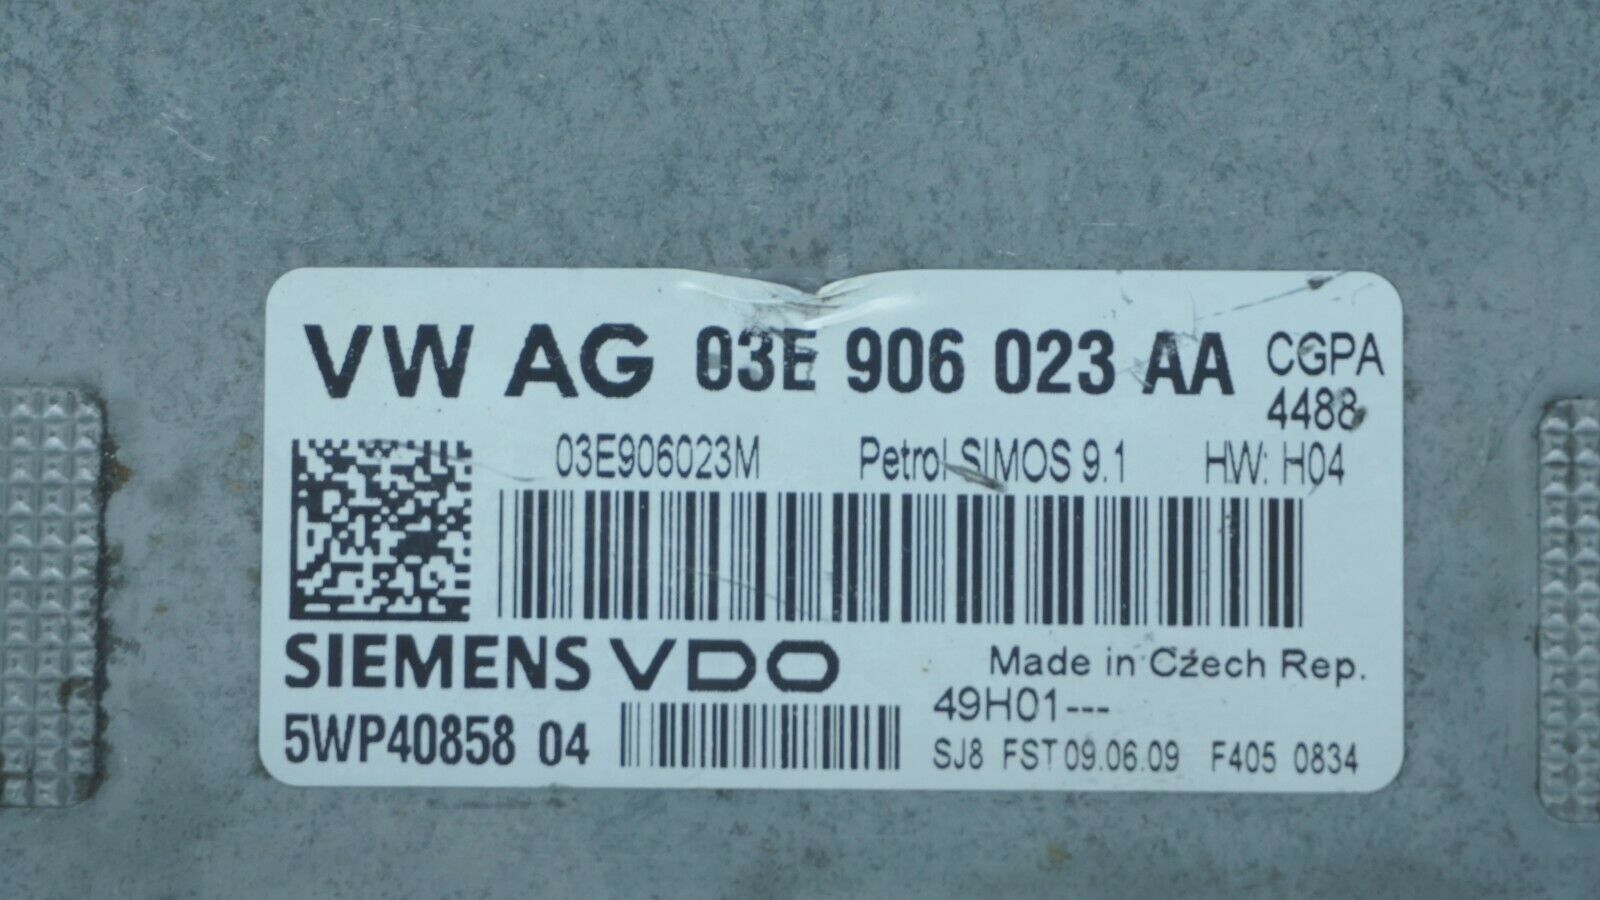 VW AG 03E 906 023 AA CGPA
4488
03E906023M Petrol SIMOS 9.1 HW: H04
SIEMENS VDO Made in Czech Rep.
49H01---
5WP40858 04
SJ8 FST 09.06.09 F405 0834